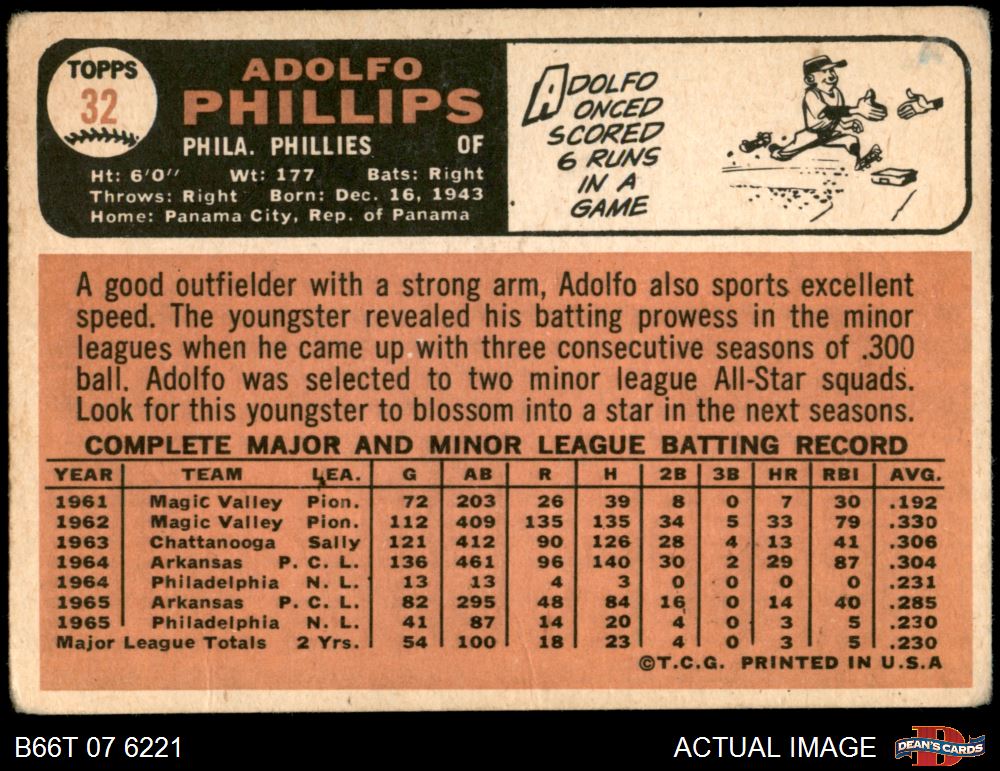 TOPPS
32
ADOLFO
PHILLIPS
PHILA. PHILLIES OF
Ht: 6'0" Wt: 177 Bats: Right
Throws: Right Born: Dec. 16, 1943
Home: Panama City, Rep. of Panama
ADOLFO
ONCED
SCORED
6 RUNS
IN A
GAME
A good outfielder with a strong arm, Adolfo also sports excellent
speed. The youngster revealed his batting prowess in the minor
leagues when he came up with three consecutive seasons of .300
ball. Adolfo was selected to two minor league All-Star squads.
Look for this youngster to blossom into a star in the next seasons.
COMPLETE MAJOR AND MINOR LEAGUE BATTING RECORD
YEAR TEAM LEA. G AB R H 2B 3B HR RBI AVG.
1961 Magic Valley Pion. 72 203 26 39 8 0 7 30 .192
1962 Magic Valley Pion. 112 409 135 135 34 5 33 79 .330
1963 Chattanooga Sally 121 412 90 126 28 4 13 41 .306
1964 Arkansas P. C. L. 136 461 96 140 30 2 29 87 .304
1964 Philadelphia N. L. 13 13 4 3 0 0 0 0 .231
1965 Arkansas P. C. L. 82 295 48 84 16 0 14 40 .285
1965 Philadelphia N. L. 41 87 14 20 4 0 3 5 .230
Major League Totals 2 Yrs. 54 100 18 23 4 0 3 5 .230
©T.C.G. PRINTED IN U.S.A
B66T 07 6221
ACTUAL IMAGE
DEAN'S CARDS